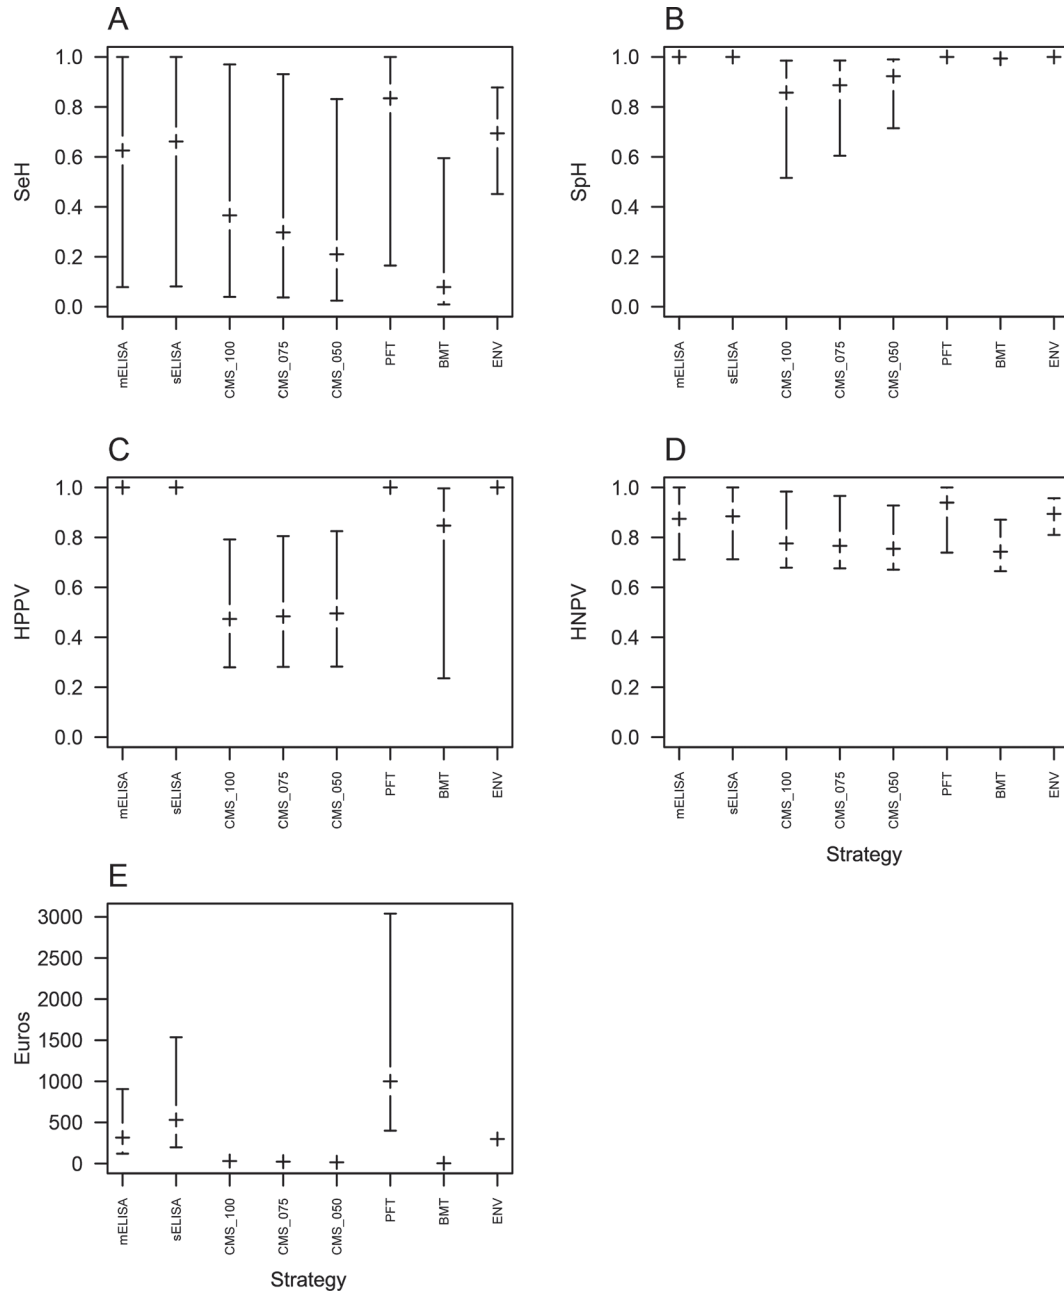 A
SeH
1.0
0.8
0.6
0.4
0.2
0.0
mELISA
sELISA
CMS_100
CMS_075
CMS_050
PFT
BMT
ENV
B
SpH
1.0
0.8
0.6
0.4
0.2
0.0
mELISA
sELISA
CMS_100
CMS_075
CMS_050
PFT
BMT
ENV
C
HPPV
1.0
0.8
0.6
0.4
0.2
0.0
mELISA
sELISA
CMS_100
CMS_075
CMS_050
PFT
BMT
ENV
D
HNPV
1.0
0.8
0.6
0.4
0.2
0.0
mELISA
sELISA
CMS_100
CMS_075
CMS_050
PFT
BMT
ENV
Strategy
E
Euros
3000
2500
2000
1500
1000
500
0
mELISA
sELISA
CMS_100
CMS_075
CMS_050
PFT
BMT
ENV
Strategy